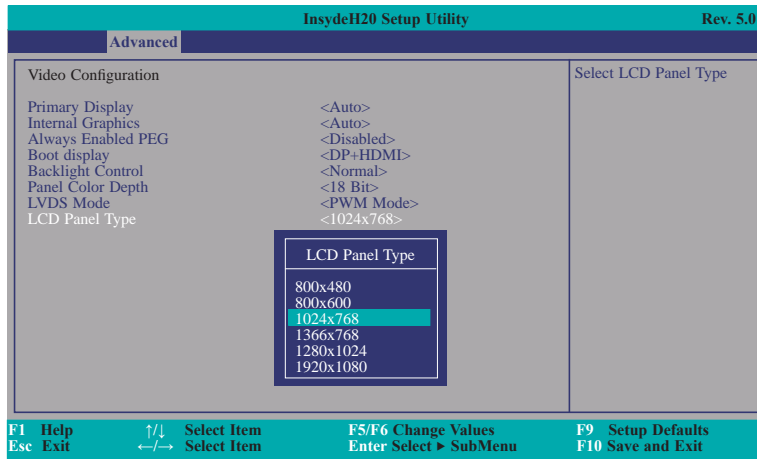 InsydeH20 Setup Utility Rev. 5.0
Advanced
Video Configuration
Select LCD Panel Type
Primary Display <Auto>
Internal Graphics <Auto>
Always Enabled PEG <Disabled>
Boot display <DP+HDMI>
Backlight Control <Normal>
Panel Color Depth <18 Bit>
LVDS Mode <PWM Mode>
LCD Panel Type <1024x768>
LCD Panel Type
800x480
800x600
1024x768
1366x768
1280x1024
1920x1080
F1 Help ↑/↓ Select Item F5/F6 Change Values F9 Setup Defaults
Esc Exit ←/→ Select Item Enter Select ▶ SubMenu F10 Save and Exit